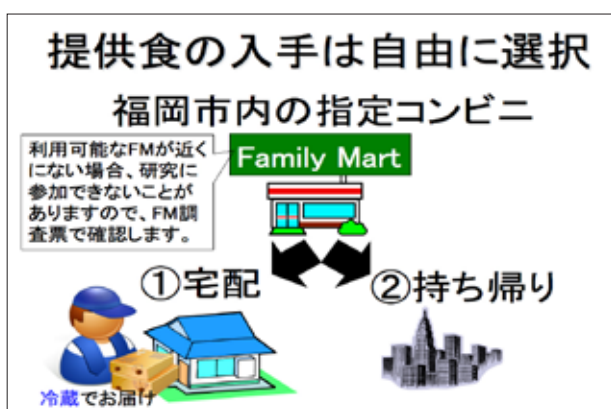 提供食の入手は自由に選択
福岡市内の指定コンビニ
利用可能なFMが近く
にない場合、研究に
参加できないことが
ありますので、FM調
査票で確認します。
Family Mart
①宅配
②持ち帰り
冷蔵でお届け